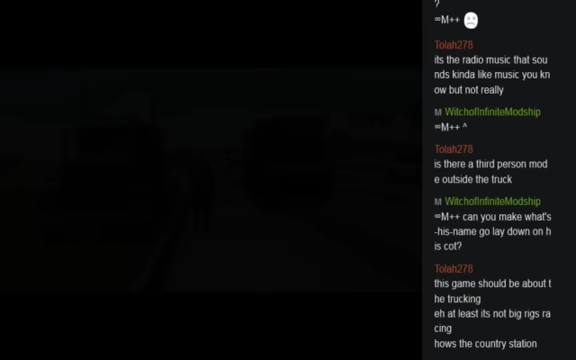 ?
∞M++
Tolah278
its the radio music that sou
nds kinda like music you kn
ow but not really
M WitchofInfiniteModship
∞M++ ^
Tolah278
is there a third person mod
e outside the truck
M WitchofInfiniteModship
∞M++ can you make what's
-his-name go lay down on h
is cot?
Tolah278
this game should be about t
he trucking
eh at least its not big rigs ra
cing
hows the country station